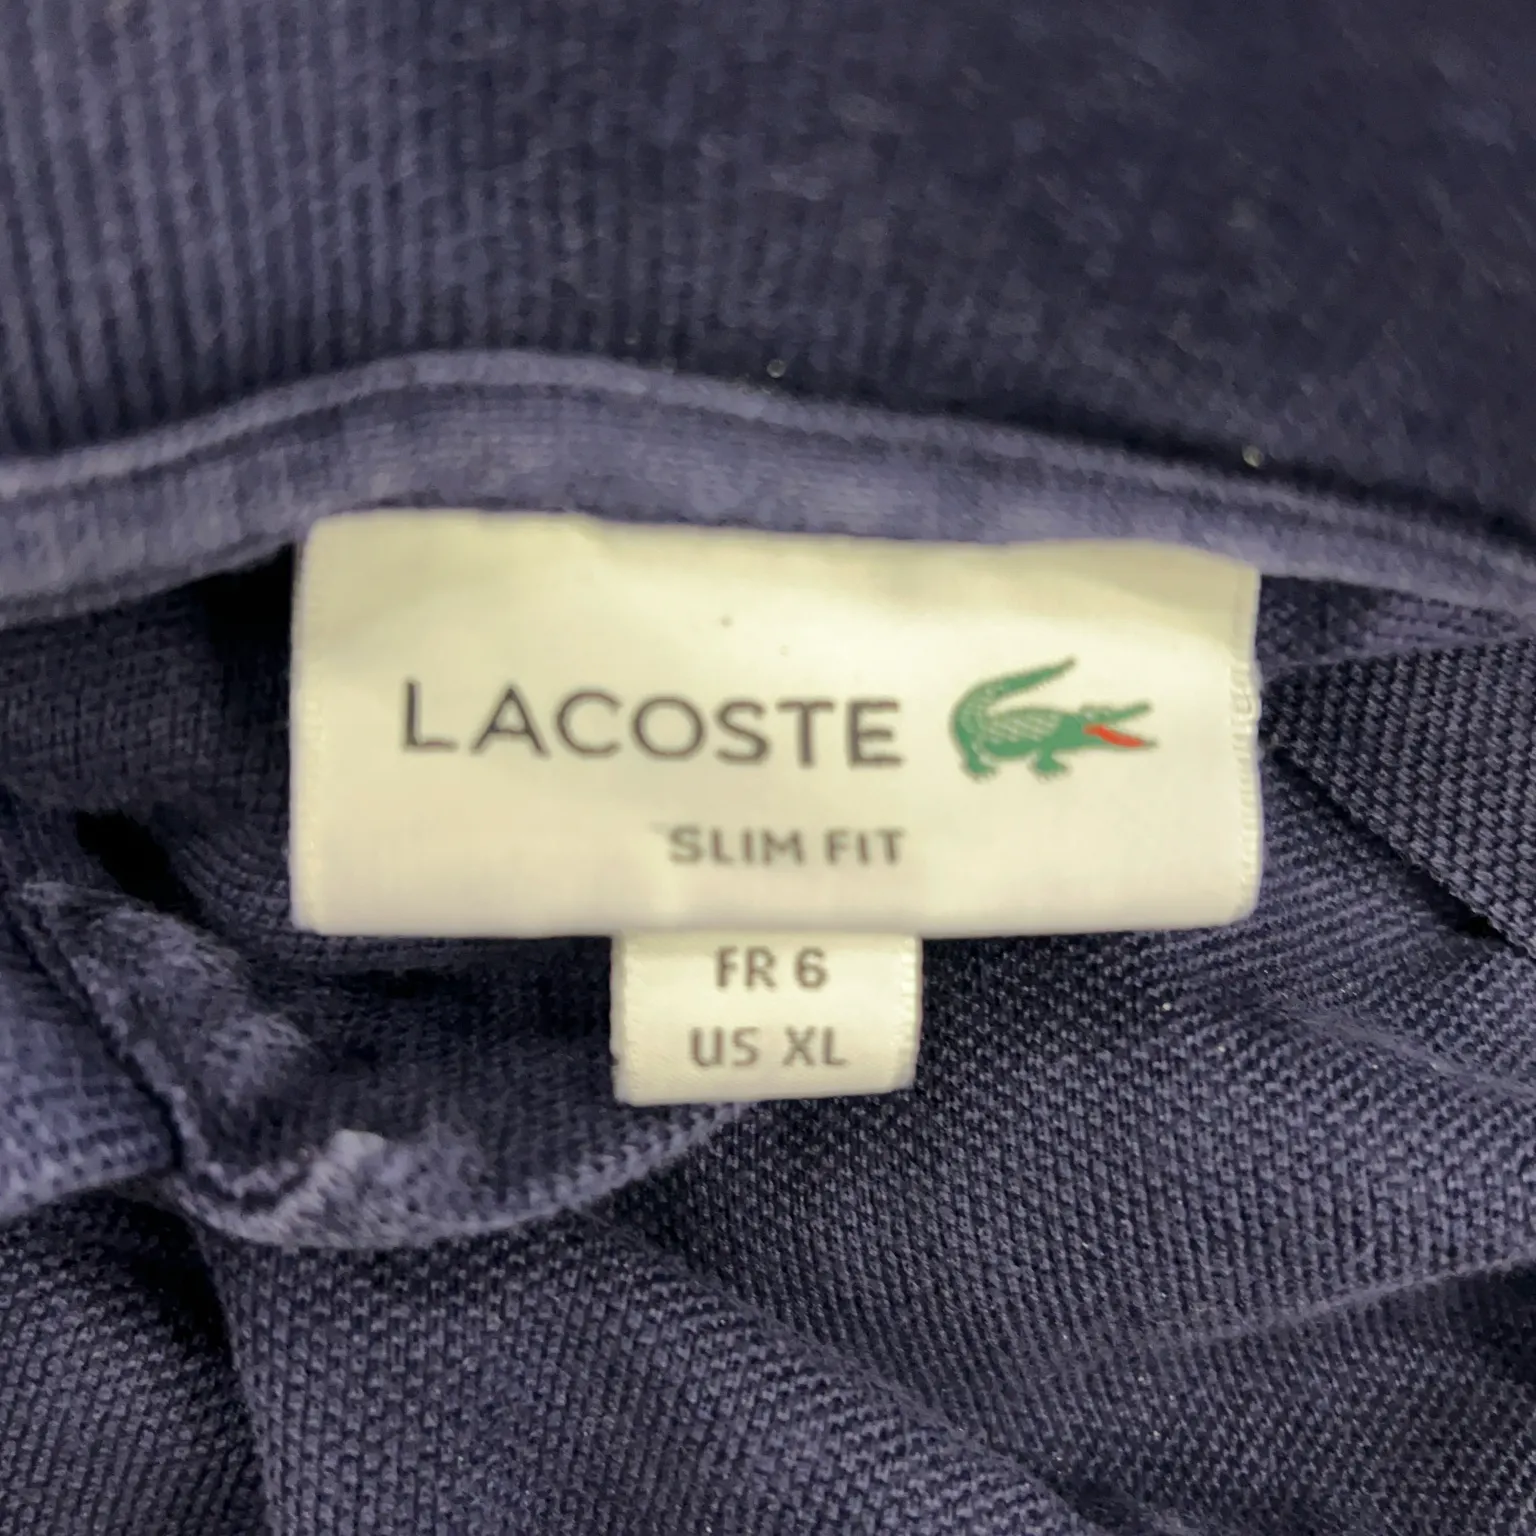 LACOSTE
SLIM FIT
FR 6
US XL